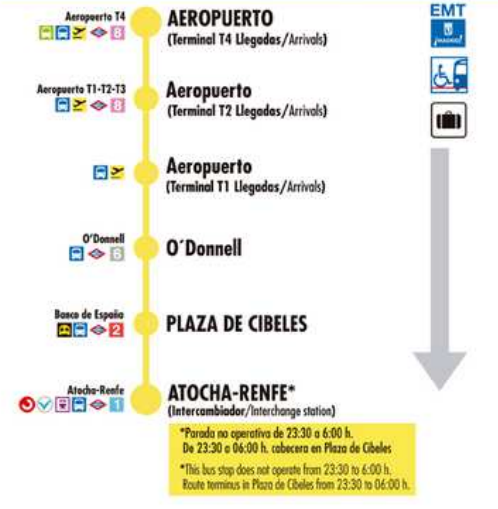 EMT
Aeropuerto T4
8
AEROPUERTO
(Terminal T4 Llegadas/Arrivals)
Aeropuerto T1-T2-T3
8
Aeropuerto
(Terminal T2 Llegadas/Arrivals)
Aeropuerto
(Terminal T1 Llegadas/Arrivals)
O'Donnell
6
O´Donnell
Banco de España
2
PLAZA DE CIBELES
Atocha-Renfe
1
ATOCHA-RENFE*
(Intercambiador/Interchange station)
*Parada no operativa de 23:30 a 6:00 h.
De 23:30 a 06:00 h. cabecera en Plaza de Cibeles
*This bus stop does not operate from 23:30 to 6:00 h.
Route terminus in Plaza de Cibeles from 23:30 to 06:00 h.